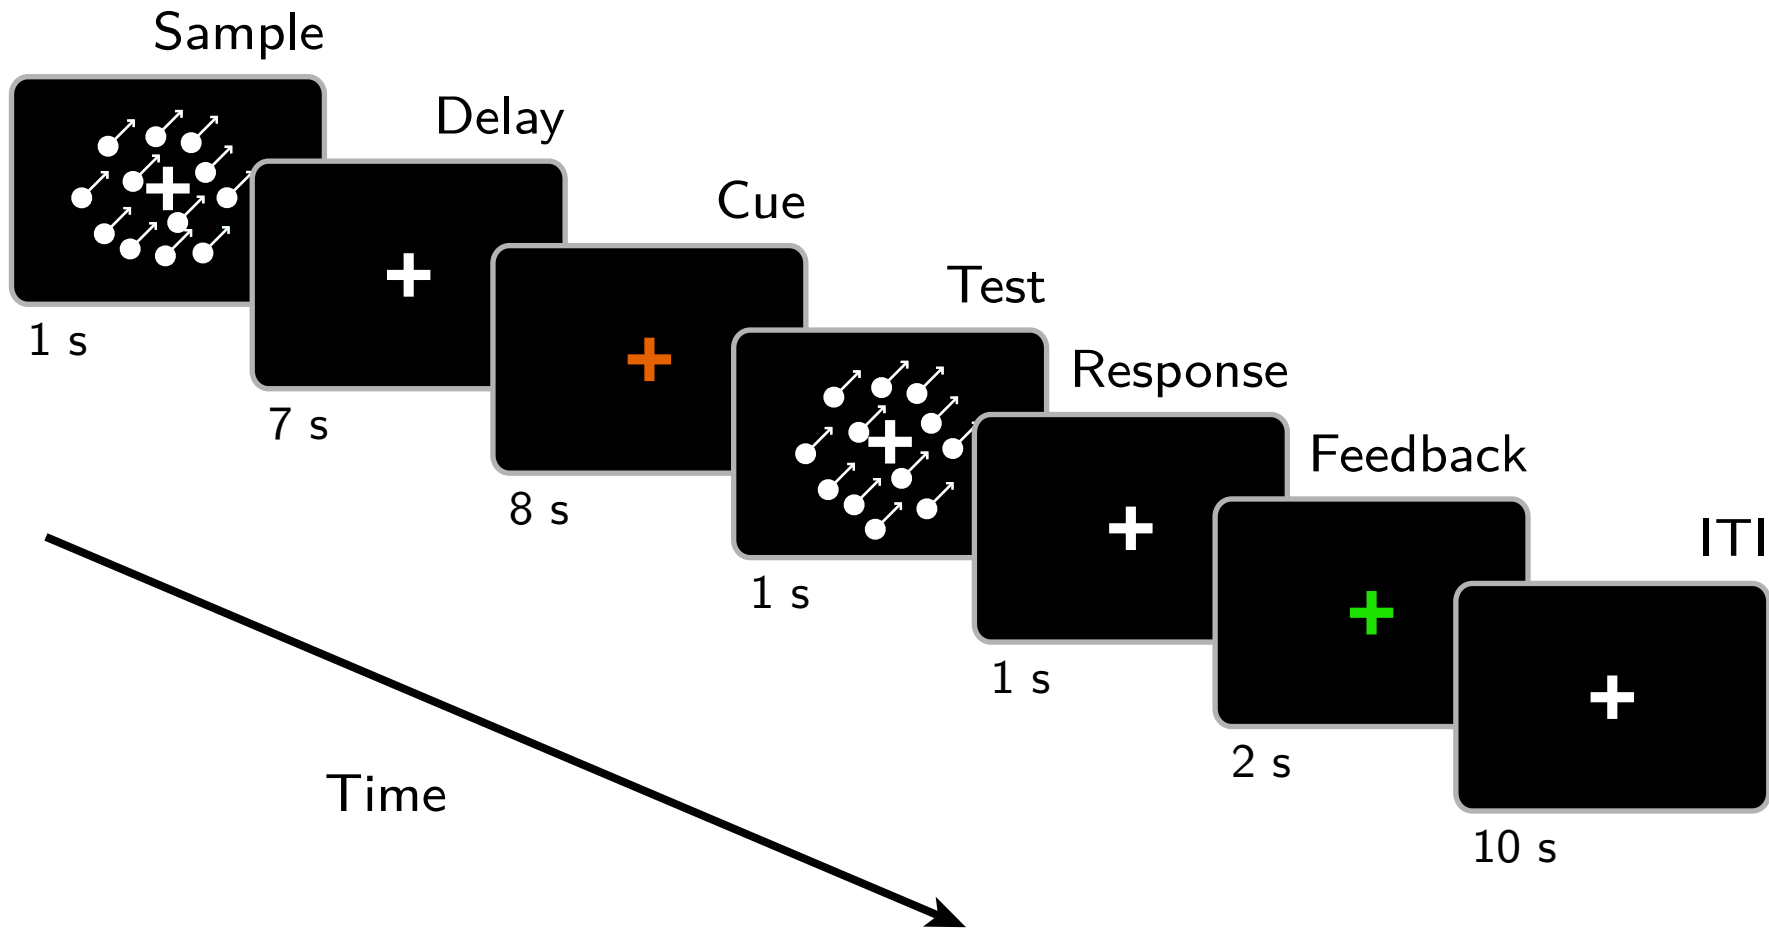 Sample
1 s
Delay
7 s
Cue
8 s
Test
1 s
Response
1 s
Feedback
2 s
ITI
10 s
Time